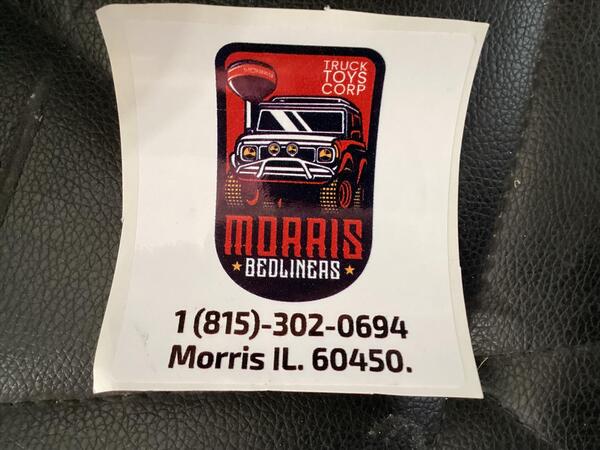 TRUCK
TOYS
CORP
MORRIS
★ BEDLINERS ★
1 (815)-302-0694
Morris IL. 60450.